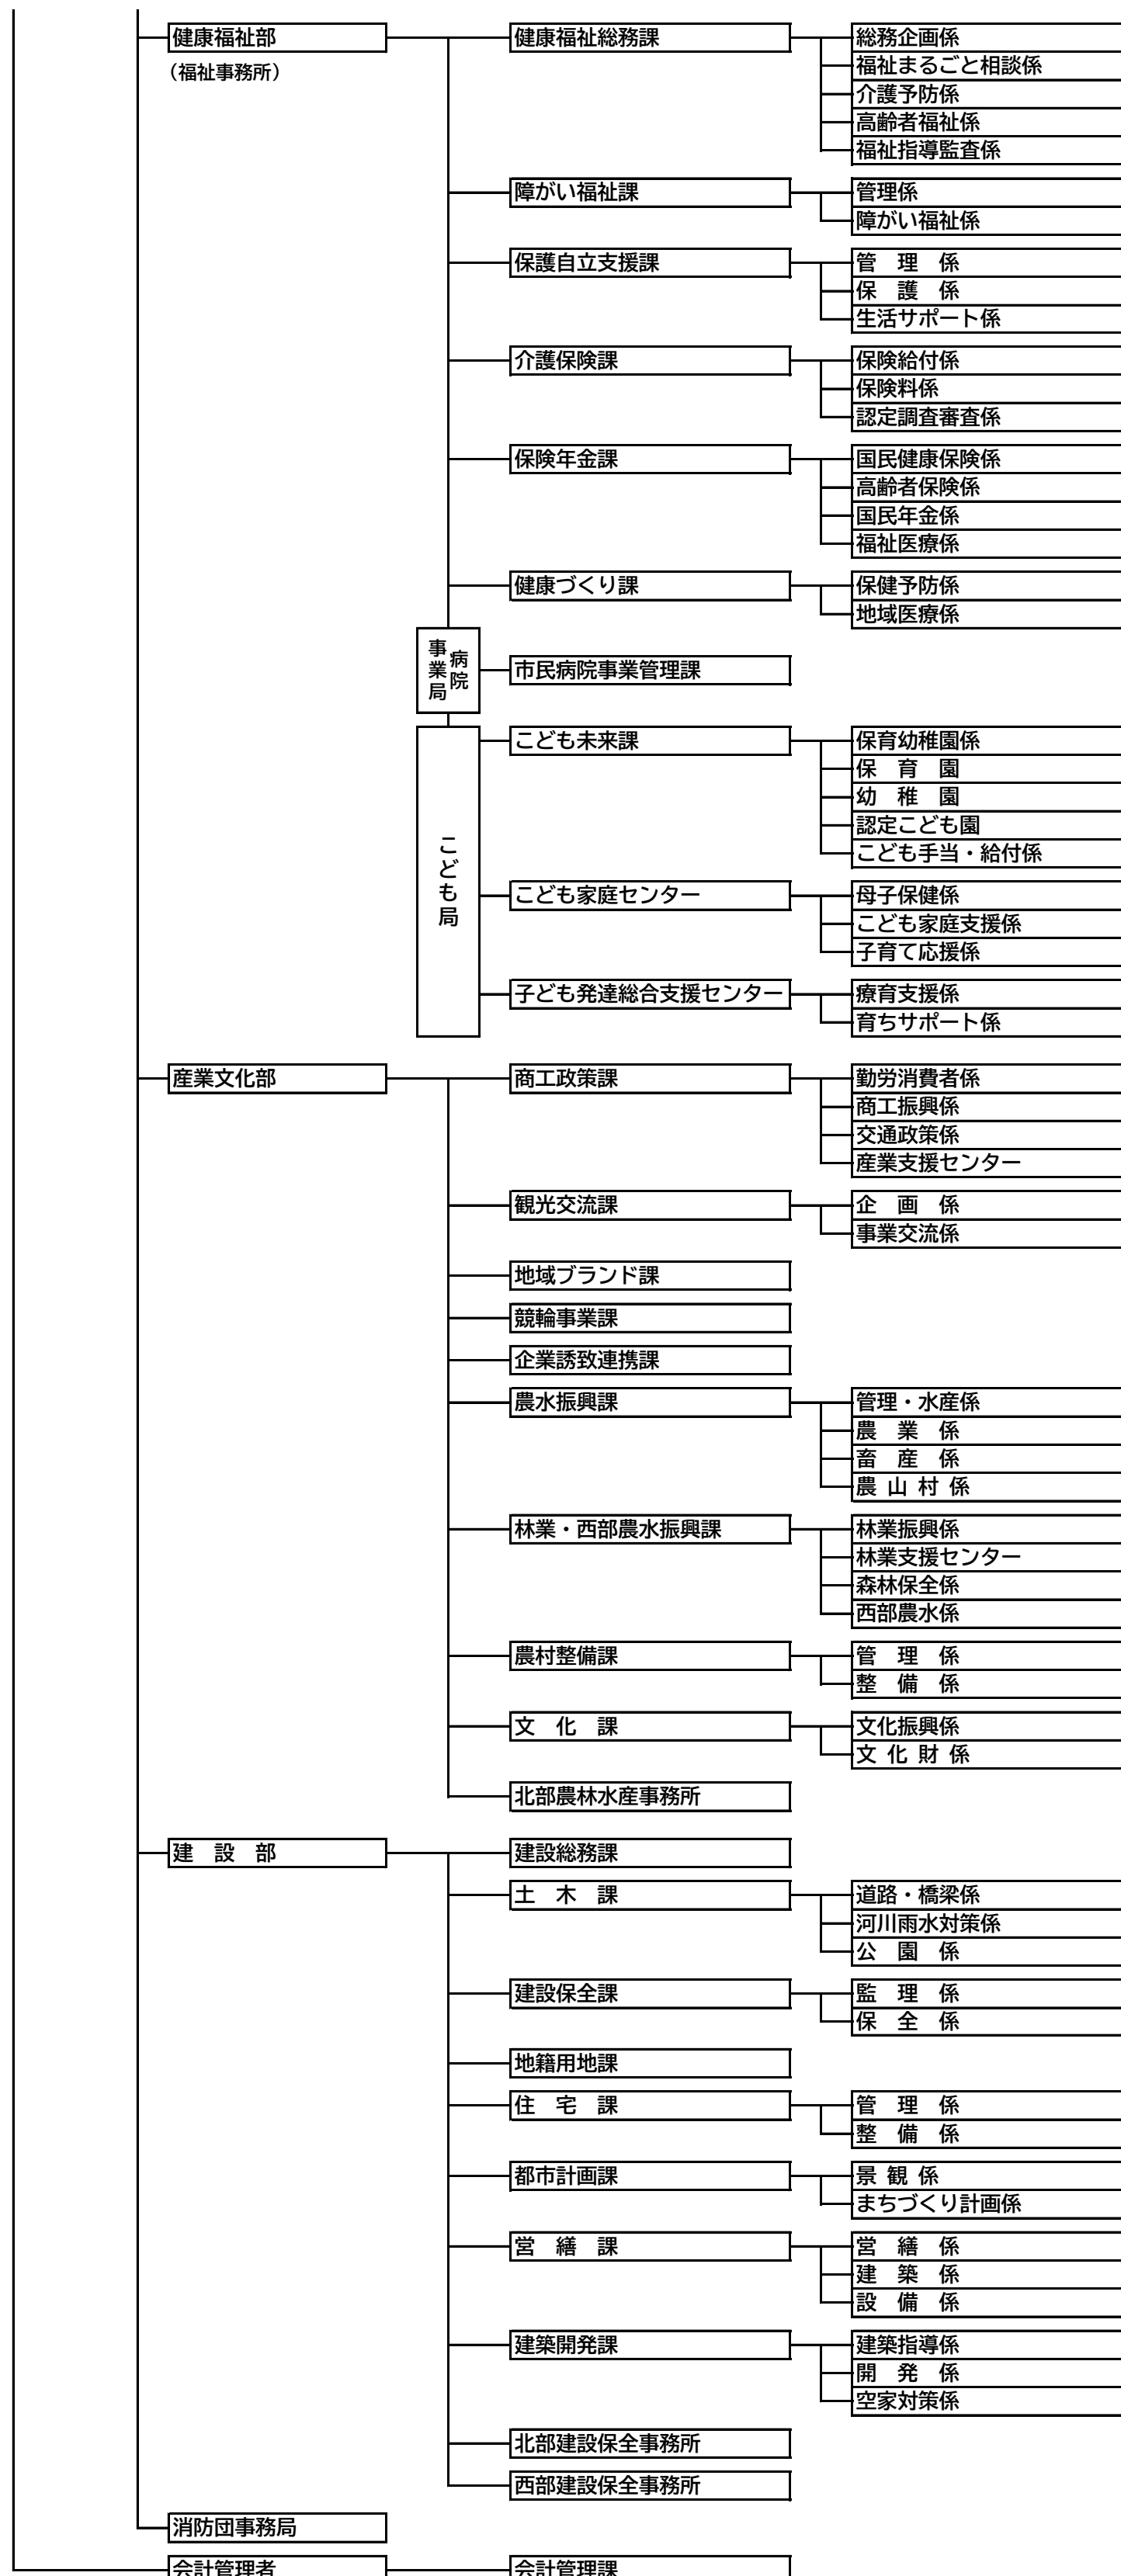 健康福祉部
（福祉事務所）
健康福祉総務課
総務企画係
福祉まるごと相談係
介護予防係
高齢者福祉係
福祉指導監査係
障がい福祉課
管理係
障がい福祉係
保護自立支援課
管　理　係
保　護　係
生活サポート係
介護保険課
保険給付係
保険料係
認定調査審査係
保険年金課
国民健康保険係
高齢者保険係
国民年金係
福祉医療係
健康づくり課
保健予防係
地域医療係
病院
事業局
市民病院事業管理課
こども局
こども未来課
保育幼稚園係
保　育　園
幼　稚　園
認定こども園
こども手当・給付係
こども家庭センター
母子保健係
こども家庭支援係
子育て応援係
子ども発達総合支援センター
療育支援係
育ちサポート係
産業文化部
商工政策課
勤労消費者係
商工振興係
交通政策係
産業支援センター
観光交流課
企　画　係
事業交流係
地域ブランド課
競輪事業課
企業誘致連携課
農水振興課
管理・水産係
農　業　係
畜　産　係
農 山 村 係
林業・西部農水振興課
林業振興係
林業支援センター
森林保全係
西部農水係
農村整備課
管　理　係
整　備　係
文　化　課
文化振興係
文 化 財 係
北部農林水産事務所
建　設　部
建設総務課
土　木　課
道路・橋梁係
河川雨水対策係
公　園　係
建設保全課
監　理　係
保　全　係
地籍用地課
住　宅　課
管　理　係
整　備　係
都市計画課
景 観 係
まちづくり計画係
営　繕　課
営　繕　係
建　築　係
設　備　係
建築開発課
建築指導係
開　発　係
空家対策係
北部建設保全事務所
西部建設保全事務所
消防団事務局
会計管理者
会計管理課